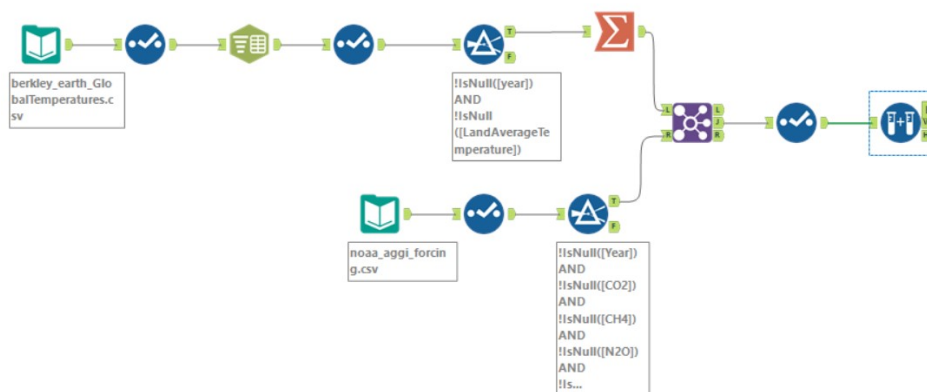 T
F
berkley_earth_Glo
balTemperatures.c
sv
!IsNull([year])
AND
!IsNull
([LandAverageTe
mperature])
L
R
L
J
R
T
F
noaa_aggi_forcin
g.csv
!IsNull([Year])
AND
!IsNull([CO2])
AND
!IsNull([CH4])
AND
!IsNull([N2O])
AND
!Is...